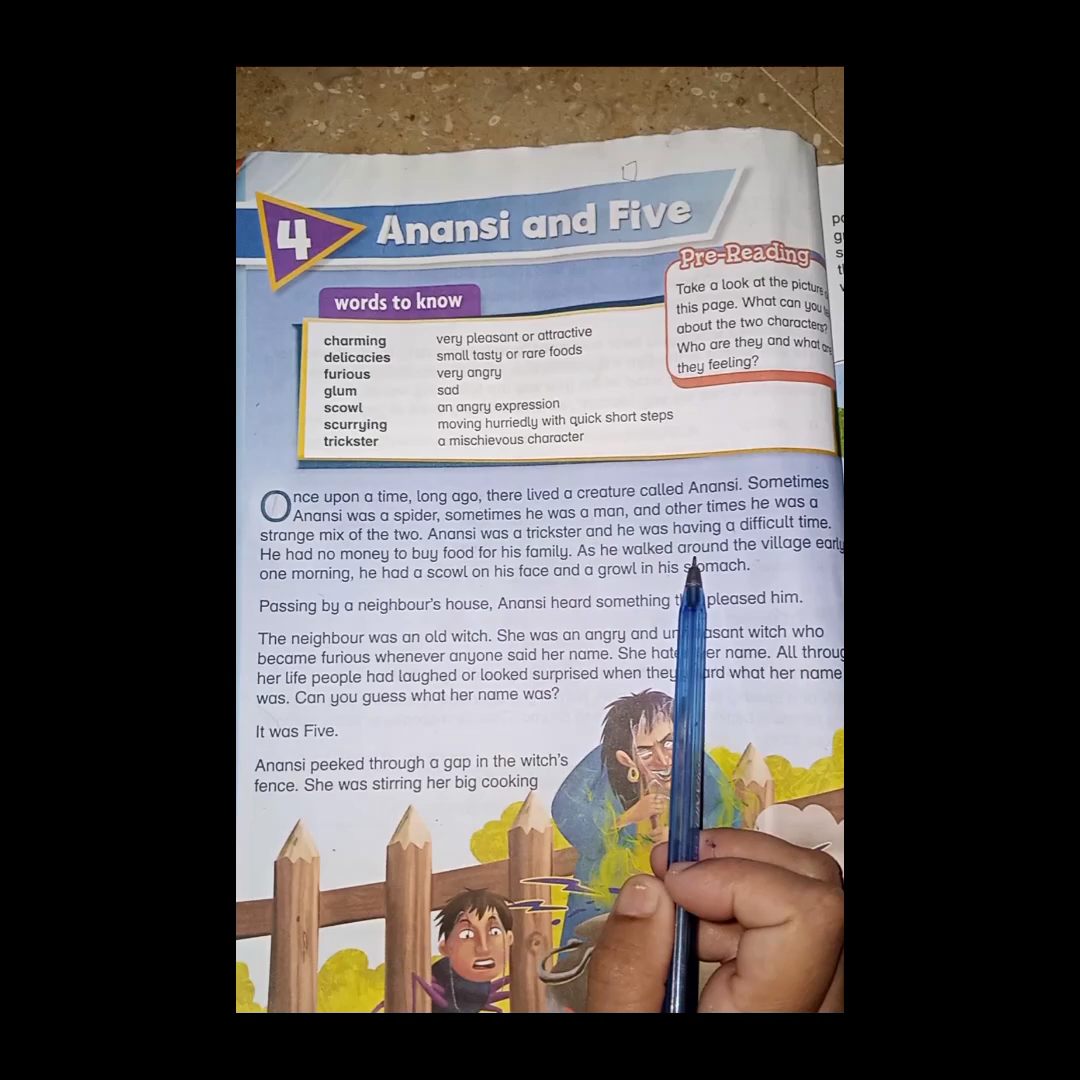 4 Anansi and Five
Pre-Reading
Take a look at the picture
this page. What can you
about the two characters?
Who are they and what are
they feeling?
words to know
charming very pleasant or attractive
delicacies small tasty or rare foods
furious very angry
glum sad
scowl an angry expression
scurrying moving hurriedly with quick short steps
trickster a mischievous character
Once upon a time, long ago, there lived a creature called Anansi. Sometimes
Anansi was a spider, sometimes he was a man, and other times he was a
strange mix of the two. Anansi was a trickster and he was having a difficult time.
He had no money to buy food for his family. As he walked around the village early
one morning, he had a scowl on his face and a growl in his stomach.
Passing by a neighbour's house, Anansi heard something pleased him.
The neighbour was an old witch. She was an angry and unpleasant witch who
became furious whenever anyone said her name. She hated her name. All through
her life people had laughed or looked surprised when they heard what her name
was. Can you guess what her name was?
It was Five.
Anansi peeked through a gap in the witch's
fence. She was stirring her big cooking